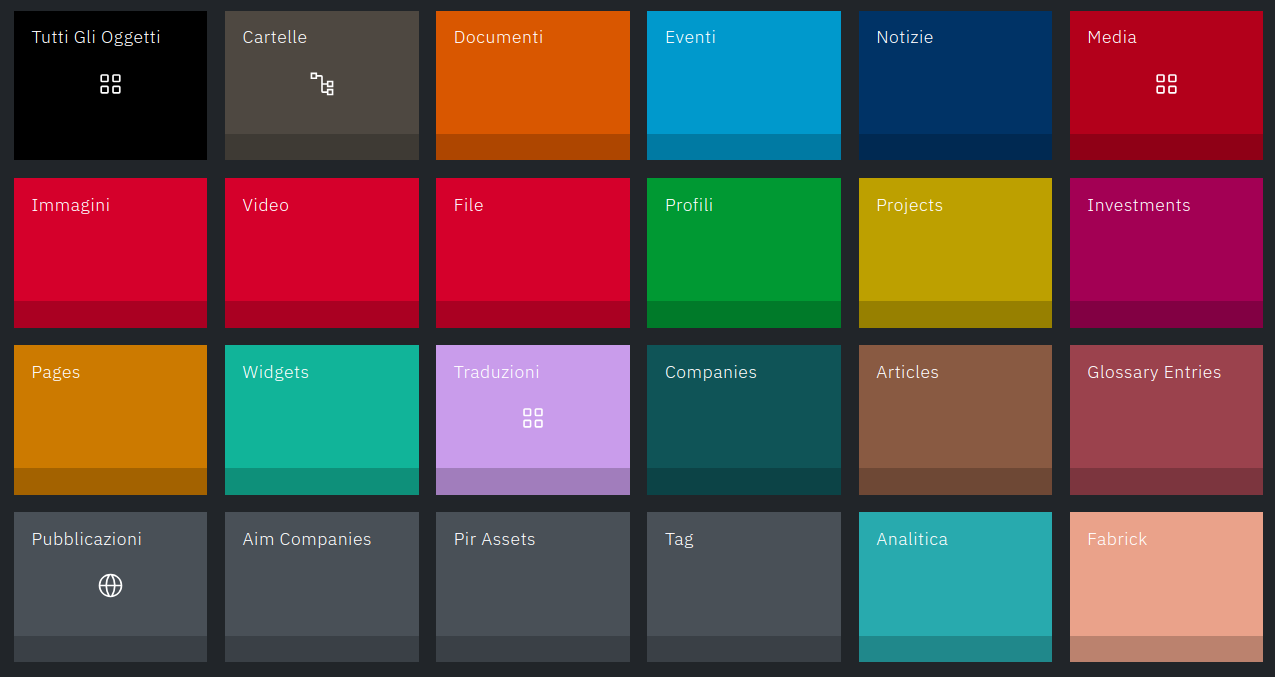 Tutti Gli Oggetti
Cartelle
Documenti
Eventi
Notizie
Media
Immagini
Video
File
Profili
Projects
Investments
Pages
Widgets
Traduzioni
Companies
Articles
Glossary Entries
Pubblicazioni
Aim Companies
Pir Assets
Tag
Analitica
Fabrick